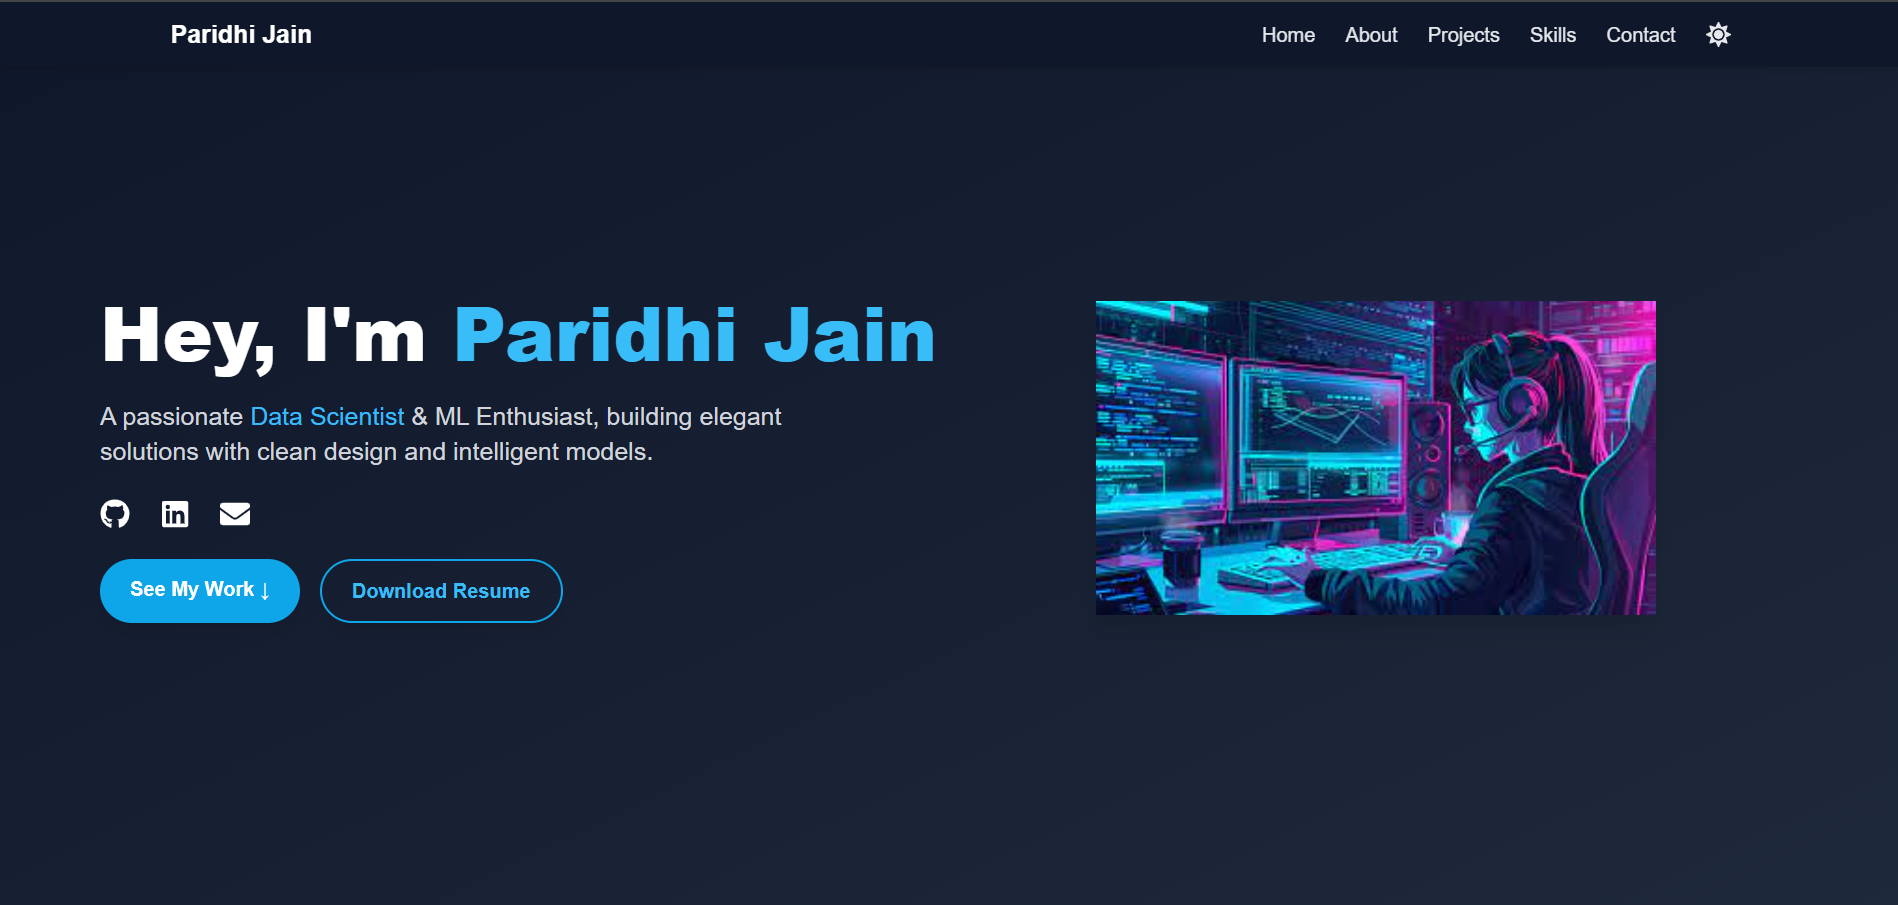 Paridhi Jain
Home About Projects Skills Contact
Hey, I'm Paridhi Jain
A passionate Data Scientist & ML Enthusiast, building elegant
solutions with clean design and intelligent models.
in
See My Work ↓
Download Resume